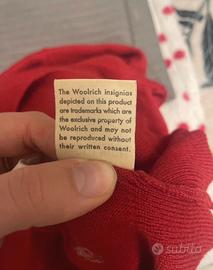 The Woolrich insignias
depicted on this product
are trademarks which are
the exclusive property of
Woolrich and may not
be reproduced without
their written consent.
subito